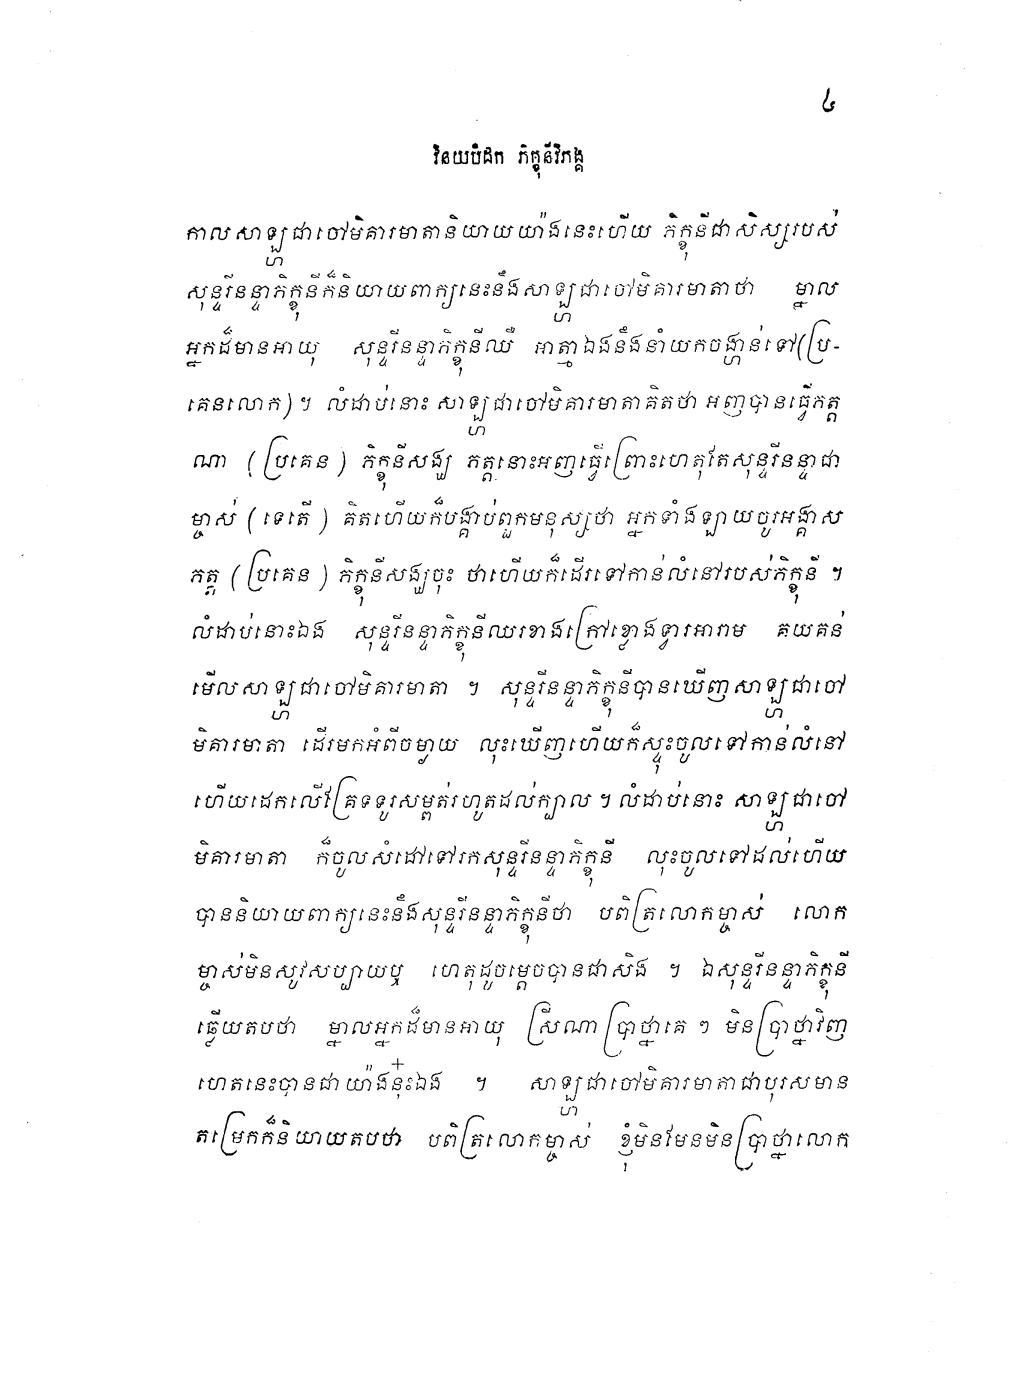 ៤
វិនយបិដក ភិក្ខុនីវិភង្គ
កាលសាឡ្ហជាចៅមិគារមាតានិយាយយ៉ាងនេះហើយ ភិក្ខុនីជាសិស្សរបស់
សុន្ទរីនន្ទាភិក្ខុនីក៏និយាយពាក្យនេះនឹងសាឡ្ហជាចៅមិគារមាតាថា ម្នាល
អ្នកដ៏មានអាយុ សុន្ទរីនន្ទាភិក្ខុនីឈឺ អាត្មាឯងនឹងនាំយកចង្ហាន់ទៅ(ប្រ-
គេនលោក)។ លំដាប់នោះ សាឡ្ហជាចៅមិគារមាតាគិតថា អញបានធ្វើភត្ត
ណា (ប្រគេន) ភិក្ខុនីសង្ឃ ភត្តនោះអញធ្វើព្រោះហេតុតែសុន្ទរីនន្ទាជា
ម្ចាស់ (ទេតើ) គិតហើយក៏បង្គាប់ពួកមនុស្សថា អ្នកទាំងឡាយចូរអង្គាស
ភត្ត (ប្រគេន) ភិក្ខុនីសង្ឃចុះ ថាហើយក៏ដើរទៅកាន់លំនៅរបស់ភិក្ខុនី ។
លំដាប់នោះឯង សុន្ទរីនន្ទាភិក្ខុនីឈរខាងក្រៅខ្លោងទ្វារអារាម គយគន់
មើលសាឡ្ហជាចៅមិគារមាតា ។ សុន្ទរីនន្ទាភិក្ខុនីបានឃើញសាឡ្ហជាចៅ
មិគារមាតា ដើរមកអំពីចម្ងាយ លុះឃើញហើយក៏ស្ទុះចូលទៅកាន់លំនៅ
ហើយដេកលើគ្រែទទូរសម្ពត់រហូតដល់ក្បាល ។ លំដាប់នោះ សាឡ្ហជាចៅ
មិគារមាតា ក៏ចូលសំដៅទៅរកសុន្ទរីនន្ទាភិក្ខុនី លុះចូលទៅដល់ហើយ
បាននិយាយពាក្យនេះនឹងសុន្ទរីនន្ទាភិក្ខុនីថា បពិត្រលោកម្ចាស់ លោក
ម្ចាស់មិនសូវសប្បាយឬ ហេតុដូចម្តេចបានជាសិង ។ ឯសុន្ទរីនន្ទាភិក្ខុនី
ឆ្លើយតបថា ម្នាលអ្នកដ៏មានអាយុ ស្រីណាប្រាថ្នាគេ ៗ មិនប្រាថ្នាវិញ
ហេតនេះបានជាយ៉ាងនុ៎ះឯង ។ សាឡ្ហជាចៅមិគារមាតាជាបុរសមាន
តម្រេកក៏និយាយតបថា បពិត្រលោកម្ចាស់ ខ្ញុំមិនមែនមិនប្រាថ្នាលោក